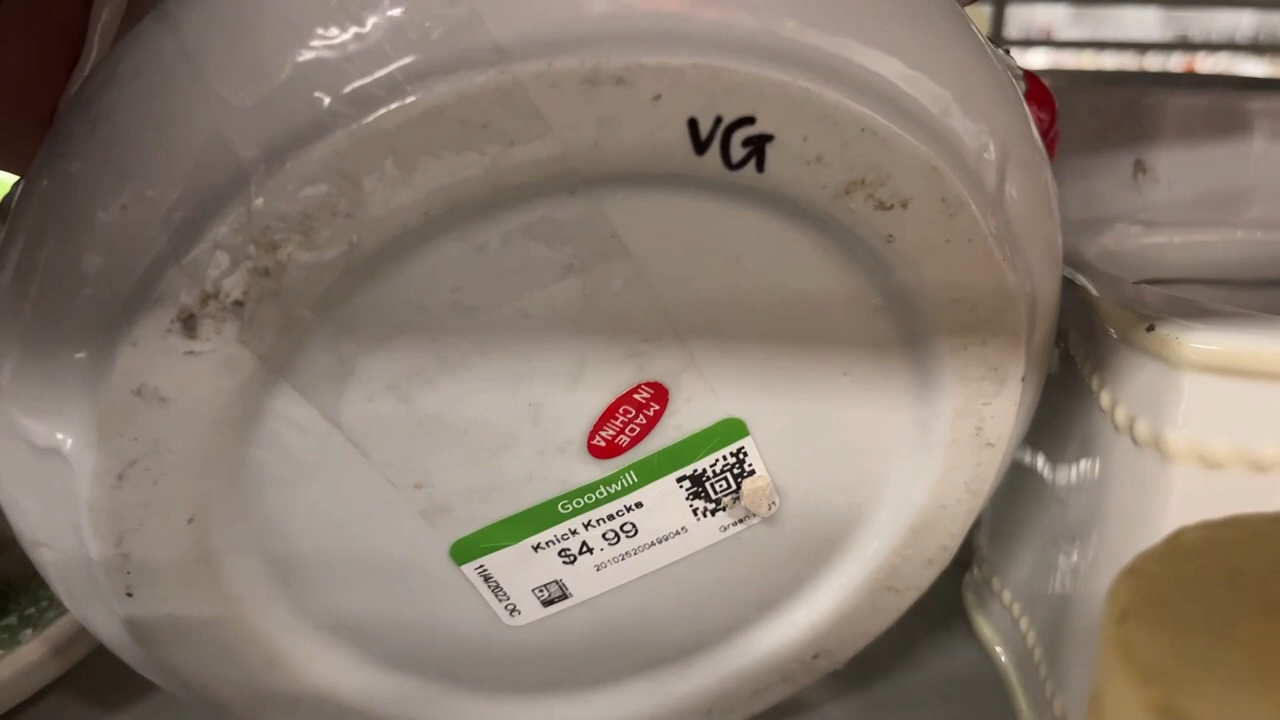 VG
MADE
IN CHINA
Goodwill
Knick Knacks
$4.99
201025200499045
11/4/2022 OC